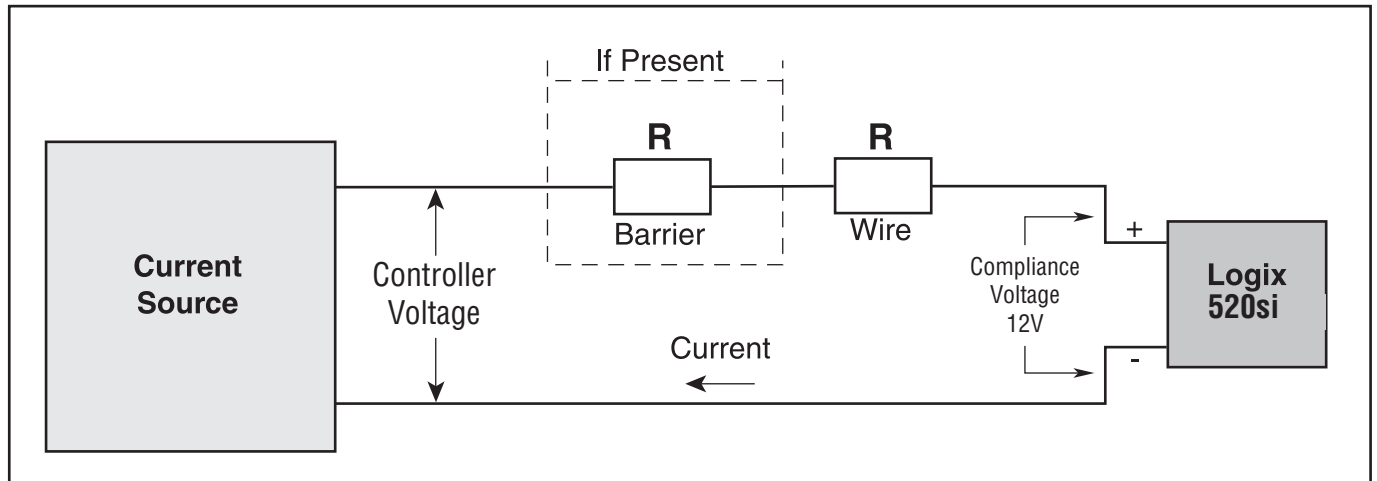 If Present
R
R
Barrier
Wire
Current
Source
Controller
Voltage
Compliance
Voltage
12V
+
-
Logix
520si
Current